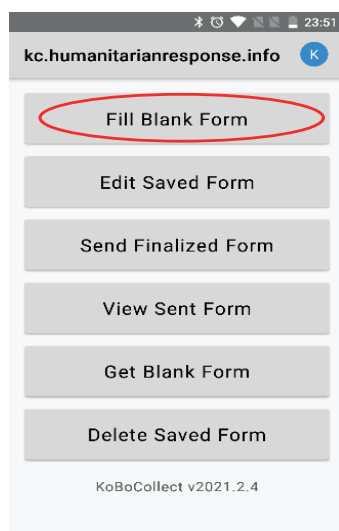 23:51
kc.humanitarianresponse.info K
Fill Blank Form
Edit Saved Form
Send Finalized Form
View Sent Form
Get Blank Form
Delete Saved Form
KoBoCollect v2021.2.4